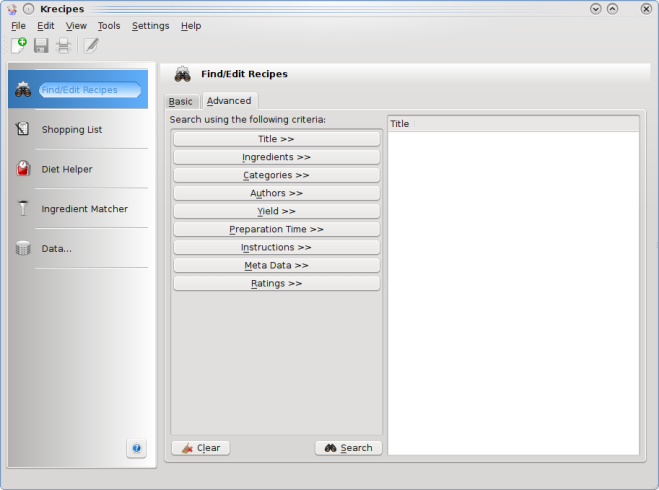 Krecipes
File Edit View Tools Settings Help
Find/Edit Recipes
Shopping List
Diet Helper
Ingredient Matcher
Data...
Find/Edit Recipes
Basic Advanced
Search using the following criteria:
Title >>
Ingredients >>
Categories >>
Authors >>
Yield >>
Preparation Time >>
Instructions >>
Meta Data >>
Ratings >>
Clear Search
Title